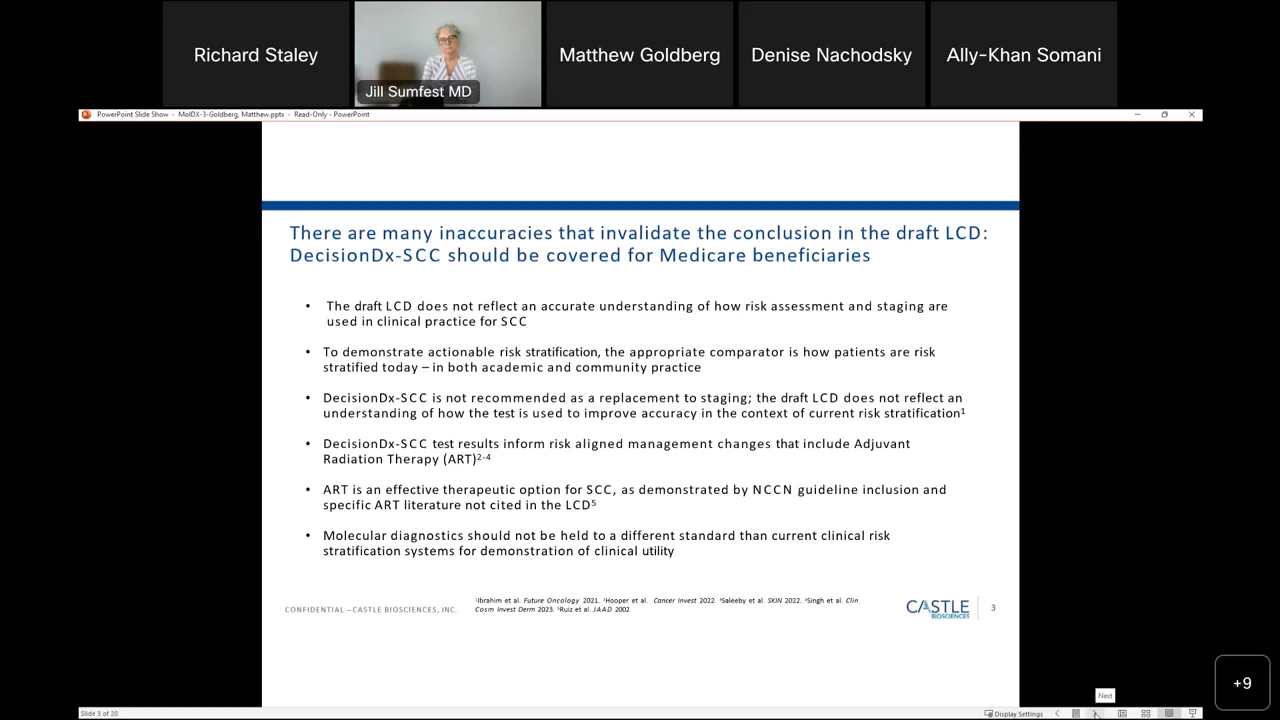 Richard Staley
Jill Sumfest MD
Matthew Goldberg
Denise Nachodsky
Ally-Khan Somani
PowerPoint Slide Show - MolDX-3-Goldberg, Matthew.pptx - Read-Only - PowerPoint
There are many inaccuracies that invalidate the conclusion in the draft LCD:
DecisionDx-SCC should be covered for Medicare beneficiaries
• The draft LCD does not reflect an accurate understanding of how risk assessment and staging are
used in clinical practice for SCC
• To demonstrate actionable risk stratification, the appropriate comparator is how patients are risk
stratified today – in both academic and community practice
• DecisionDx-SCC is not recommended as a replacement to staging; the draft LCD does not reflect an
understanding of how the test is used to improve accuracy in the context of current risk stratification¹
• DecisionDx-SCC test results inform risk aligned management changes that include Adjuvant
Radiation Therapy (ART)²⁻⁴
• ART is an effective therapeutic option for SCC, as demonstrated by NCCN guideline inclusion and
specific ART literature not cited in the LCD⁵
• Molecular diagnostics should not be held to a different standard than current clinical risk
stratification systems for demonstration of clinical utility
CONFIDENTIAL –CASTLE BIOSCIENCES, INC.
¹Ibrahim et al. Future Oncology 2021. ²Hooper et al. Cancer Invest 2022. ³Saleeby et al. SKIN 2022. ⁴Singh et al. Clin
Cosm Invest Derm 2023. ⁵Ruiz et al. JAAD 2002
CASTLE
BIOSCIENCES
3
+9
Next
Slide 3 of 20
Display Settings